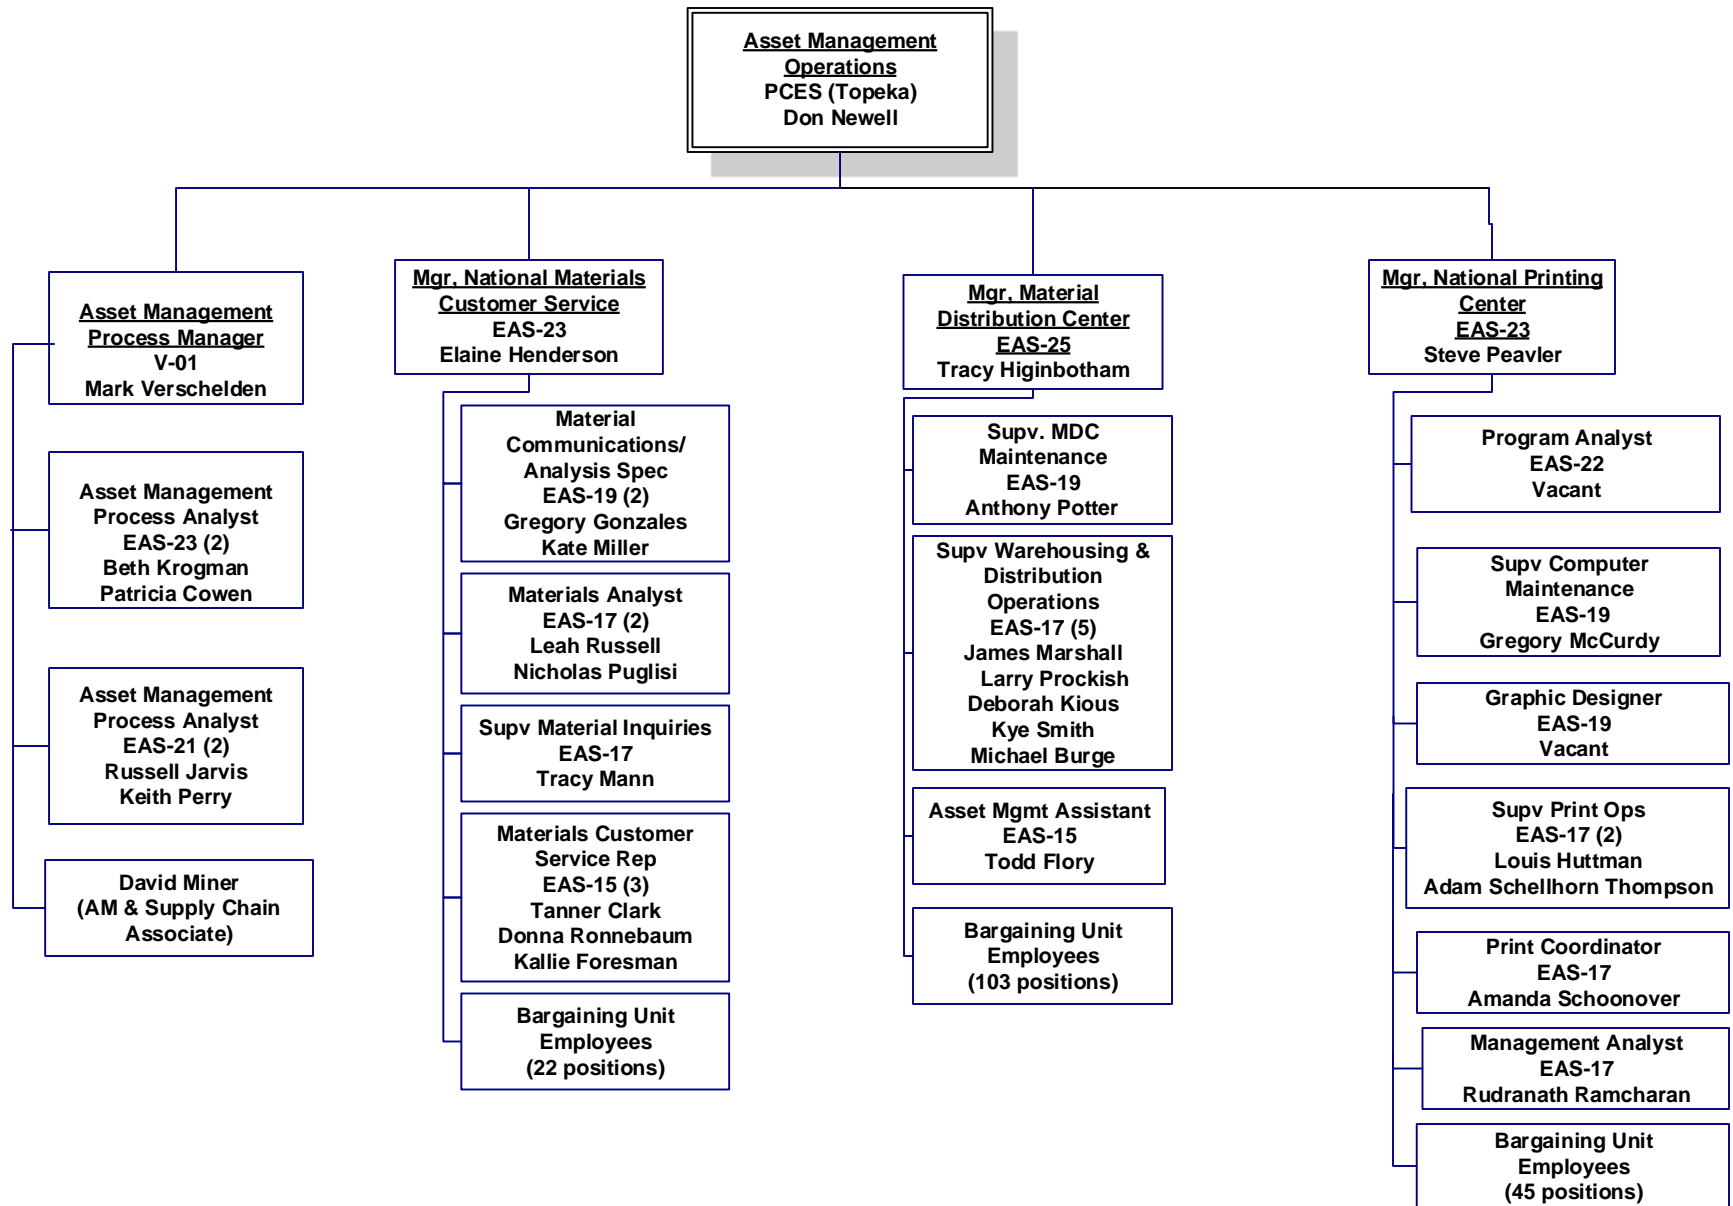 Asset Management
Operations
PCES (Topeka)
Don Newell
Asset Management
Process Manager
V-01
Mark Verschelden
Asset Management
Process Analyst
EAS-23 (2)
Beth Krogman
Patricia Cowen
Asset Management
Process Analyst
EAS-21 (2)
Russell Jarvis
Keith Perry
David Miner
(AM & Supply Chain
Associate)
Mgr, National Materials
Customer Service
EAS-23
Elaine Henderson
Material
Communications/
Analysis Spec
EAS-19 (2)
Gregory Gonzales
Kate Miller
Materials Analyst
EAS-17 (2)
Leah Russell
Nicholas Puglisi
Supv Material Inquiries
EAS-17
Tracy Mann
Materials Customer
Service Rep
EAS-15 (3)
Tanner Clark
Donna Ronnebaum
Kallie Foresman
Bargaining Unit
Employees
(22 positions)
Mgr, Material
Distribution Center
EAS-25
Tracy Higinbotham
Supv. MDC
Maintenance
EAS-19
Anthony Potter
Supv Warehousing &
Distribution
Operations
EAS-17 (5)
James Marshall
Larry Prockish
Deborah Kious
Kye Smith
Michael Burge
Asset Mgmt Assistant
EAS-15
Todd Flory
Bargaining Unit
Employees
(103 positions)
Mgr, National Printing
Center
EAS-23
Steve Peavler
Program Analyst
EAS-22
Vacant
Supv Computer
Maintenance
EAS-19
Gregory McCurdy
Graphic Designer
EAS-19
Vacant
Supv Print Ops
EAS-17 (2)
Louis Huttman
Adam Schellhorn Thompson
Print Coordinator
EAS-17
Amanda Schoonover
Management Analyst
EAS-17
Rudranath Ramcharan
Bargaining Unit
Employees
(45 positions)